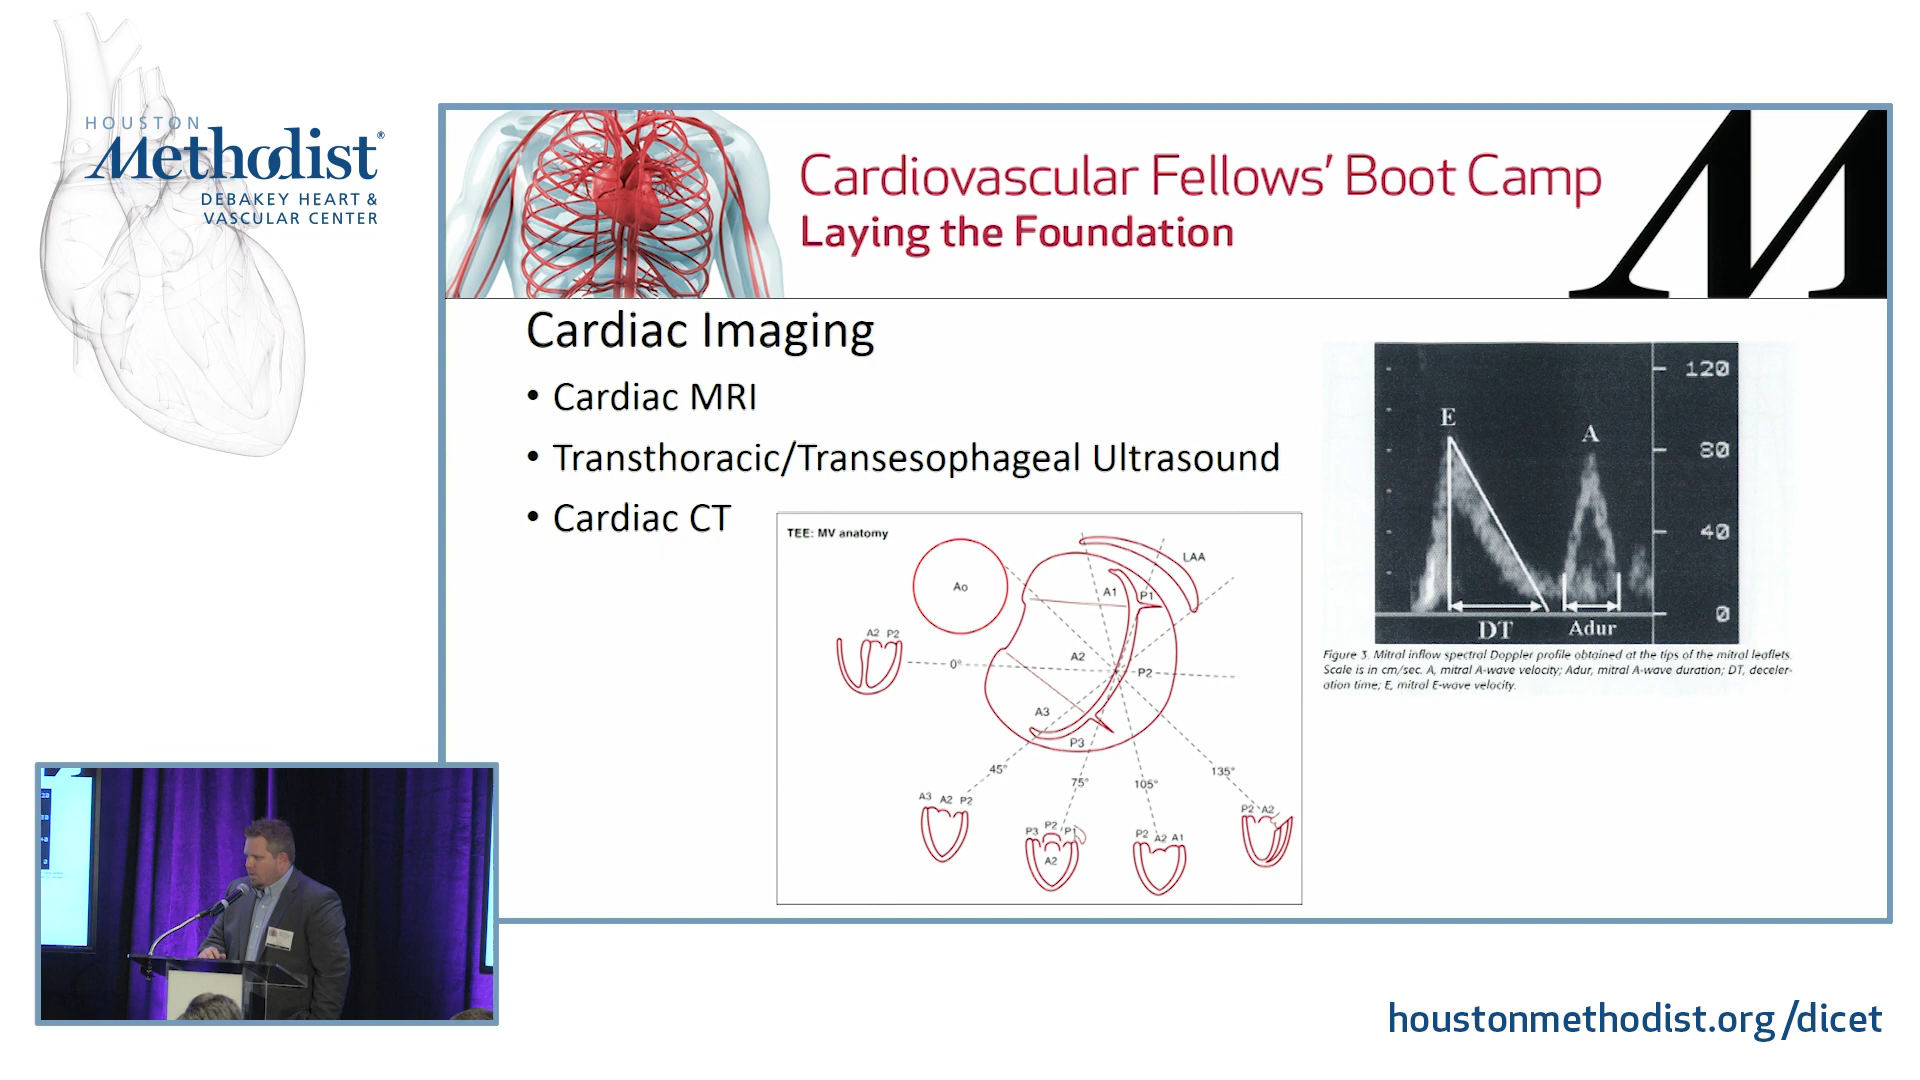 HOUSTON
Methodist®
DEBAKEY HEART &
VASCULAR CENTER
Cardiovascular Fellows' Boot Camp
Laying the Foundation
M
Cardiac Imaging
• Cardiac MRI
• Transthoracic/Transesophageal Ultrasound
• Cardiac CT
TEE: MV anatomy
Ao
LAA
A1
P1
A2 P2
0°
A2
P2
A3
P3
45°
75°
105°
135°
A3 A2 P2
P3 P2 P1
A2
P2 A2 A1
P2 A2
E
A
120
80
40
0
DT
Adur
Figure 3. Mitral inflow spectral Doppler profile obtained at the tips of the mitral leaflets.
Scale is in cm/sec. A, mitral A-wave velocity; Adur, mitral A-wave duration; DT, deceler-
ation time; E, mitral E-wave velocity.
houstonmethodist.org/dicet